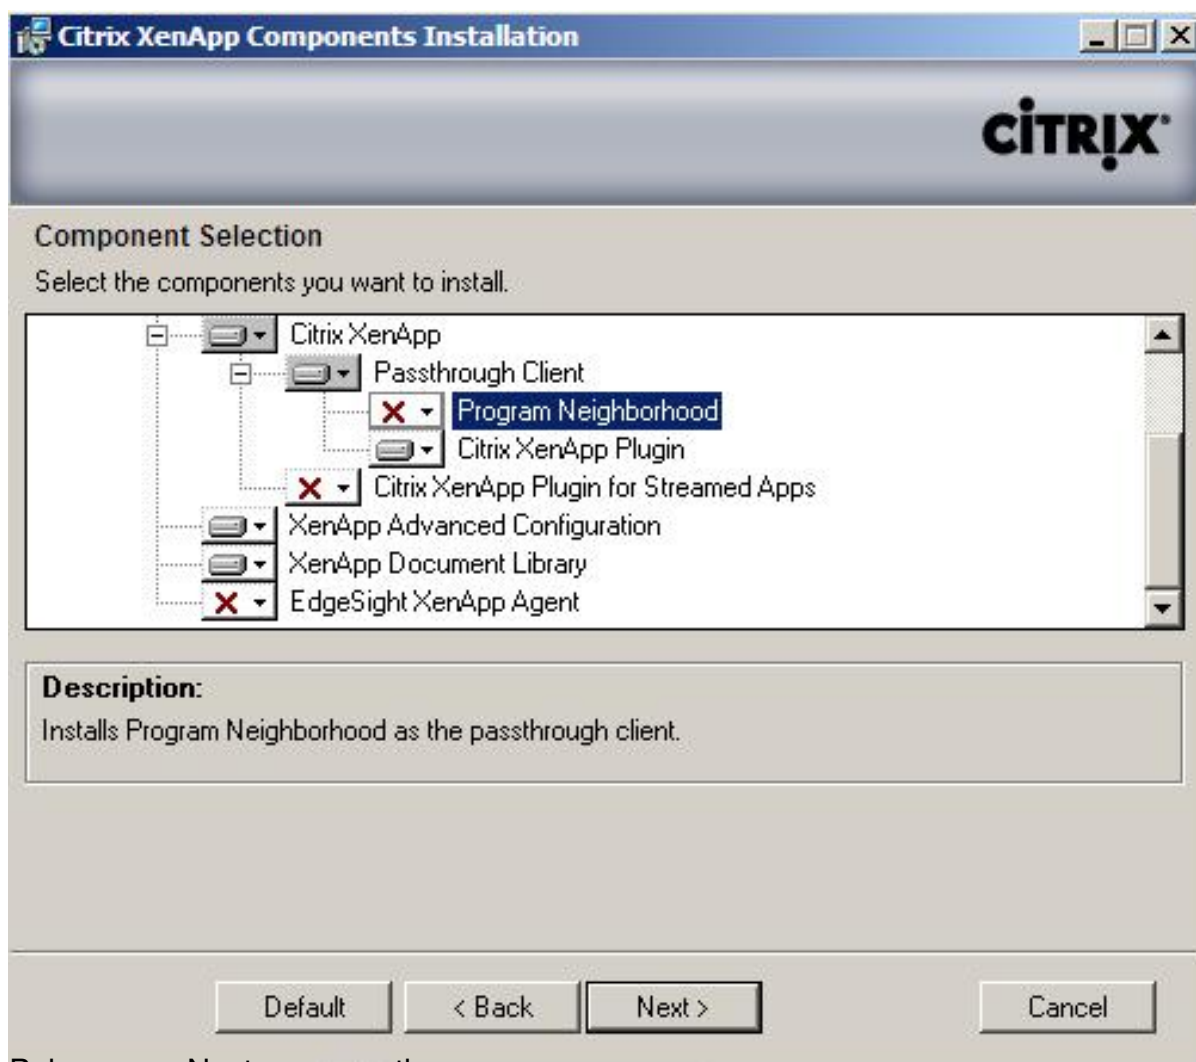 Citrix XenApp Components Installation
CITRIX
Component Selection
Select the components you want to install.
Citrix XenApp
Passthrough Client
Program Neighborhood
Citrix XenApp Plugin
Citrix XenApp Plugin for Streamed Apps
XenApp Advanced Configuration
XenApp Document Library
EdgeSight XenApp Agent
Description:
Installs Program Neighborhood as the passthrough client.
Default
< Back
Next >
Cancel